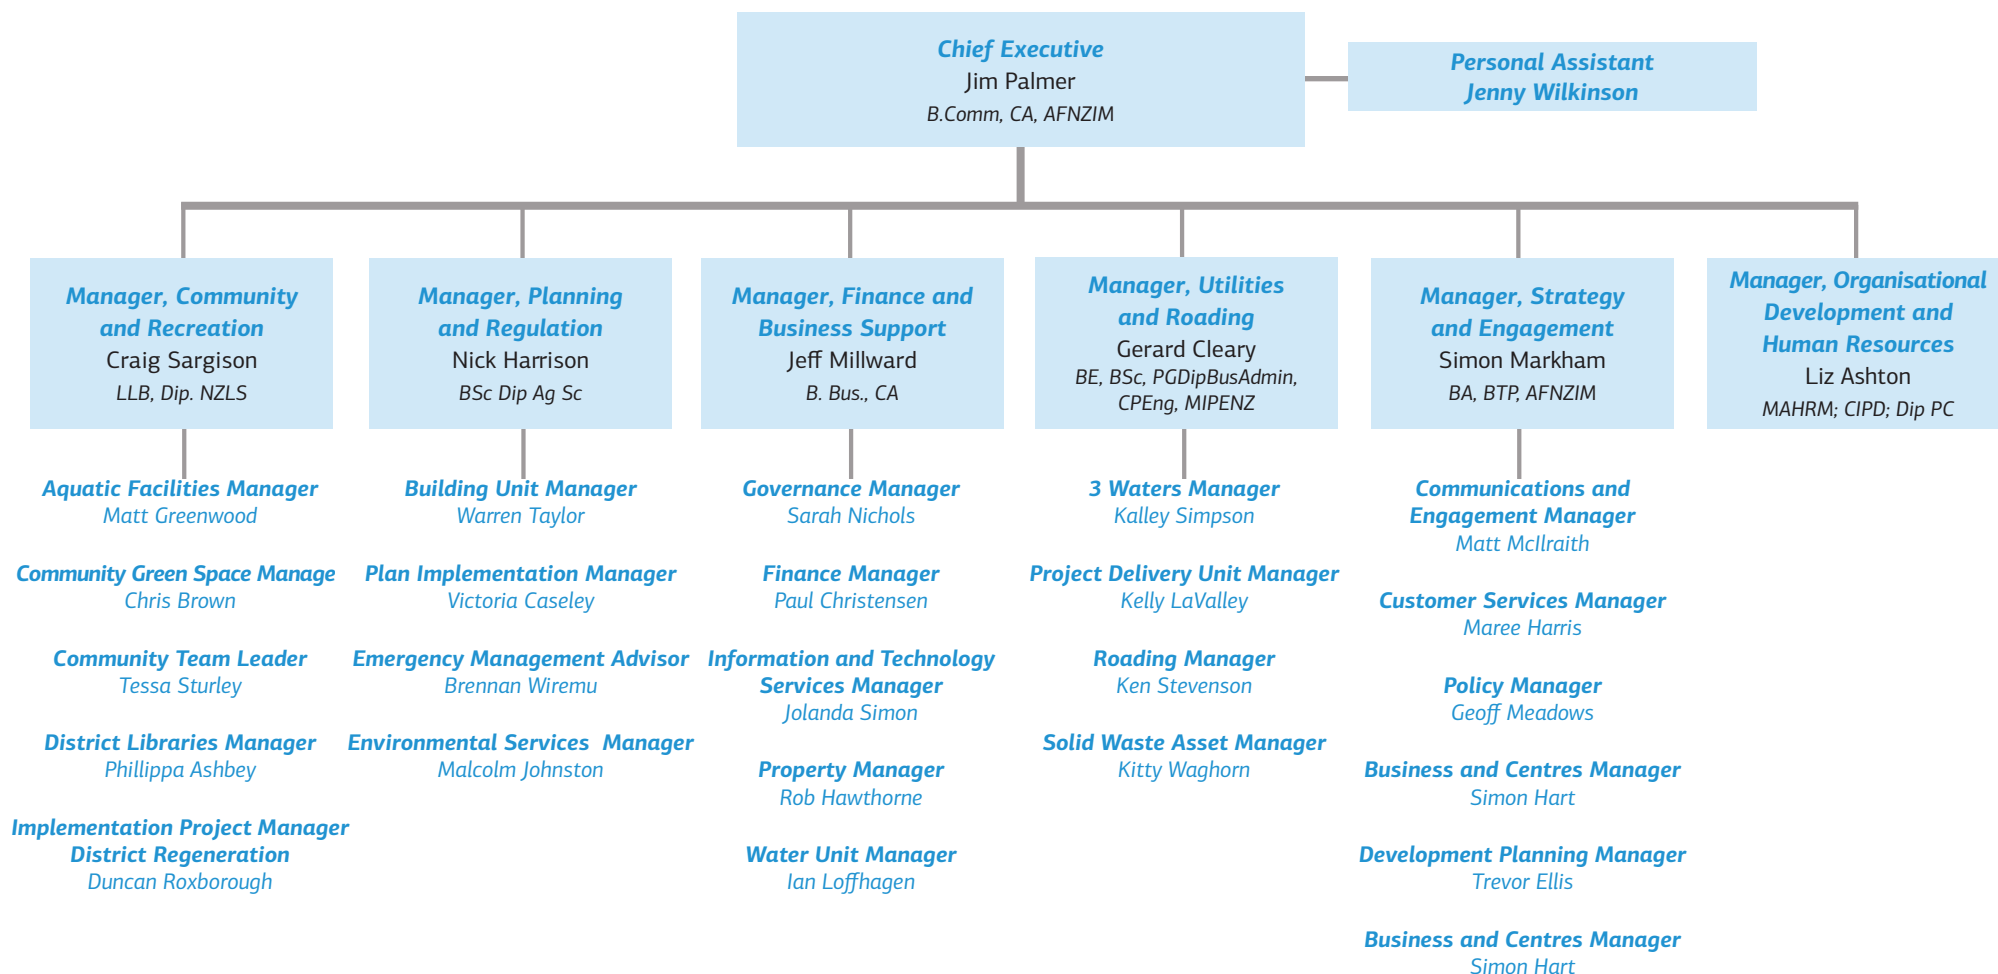 Chief Executive
Jim Palmer
B.Comm, CA, AFNZIM
Personal Assistant
Jenny Wilkinson
Manager, Community
and Recreation
Craig Sargison
LLB, Dip. NZLS
Manager, Planning
and Regulation
Nick Harrison
BSc Dip Ag Sc
Manager, Finance and
Business Support
Jeff Millward
B. Bus., CA
Manager, Utilities
and Roading
Gerard Cleary
BE, BSc, PGDipBusAdmin,
CPEng, MIPENZ
Manager, Strategy
and Engagement
Simon Markham
BA, BTP, AFNZIM
Manager, Organisational
Development and
Human Resources
Liz Ashton
MAHRM; CIPD; Dip PC
Aquatic Facilities Manager
Matt Greenwood
Community Green Space Manage
Chris Brown
Community Team Leader
Tessa Sturley
District Libraries Manager
Phillippa Ashbey
Implementation Project Manager
District Regeneration
Duncan Roxborough
Building Unit Manager
Warren Taylor
Plan Implementation Manager
Victoria Caseley
Emergency Management Advisor
Brennan Wiremu
Environmental Services  Manager
Malcolm Johnston
Governance Manager
Sarah Nichols
Finance Manager
Paul Christensen
Information and Technology
Services Manager
Jolanda Simon
Property Manager
Rob Hawthorne
Water Unit Manager
Ian Loffhagen
3 Waters Manager
Kalley Simpson
Project Delivery Unit Manager
Kelly LaValley
Roading Manager
Ken Stevenson
Solid Waste Asset Manager
Kitty Waghorn
Communications and
Engagement Manager
Matt McIlraith
Customer Services Manager
Maree Harris
Policy Manager
Geoff Meadows
Business and Centres Manager
Simon Hart
Development Planning Manager
Trevor Ellis
Business and Centres Manager
Simon Hart